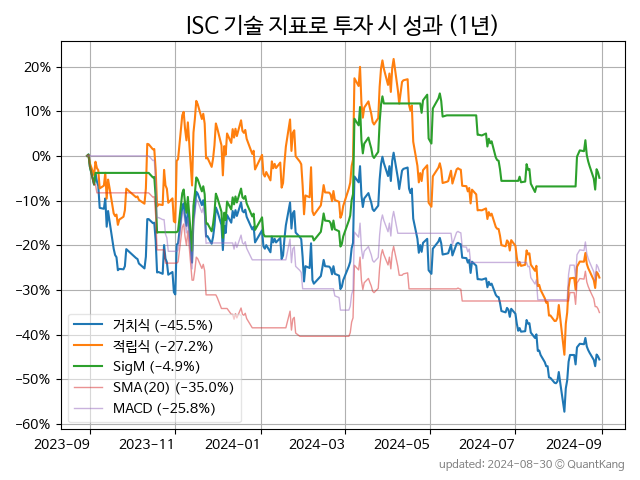 ISC 기술 지표로 투자 시 성과 (1년)
20%
10%
0%
−10%
−20%
−30%
−40%
−50%
−60%
거치식 (−45.5%)
적립식 (−27.2%)
SigM (−4.9%)
SMA(20) (−35.0%)
MACD (−25.8%)
2023-09 2023-11 2024-01 2024-03 2024-05 2024-07 2024-09
updated: 2024-08-30 © QuantKang